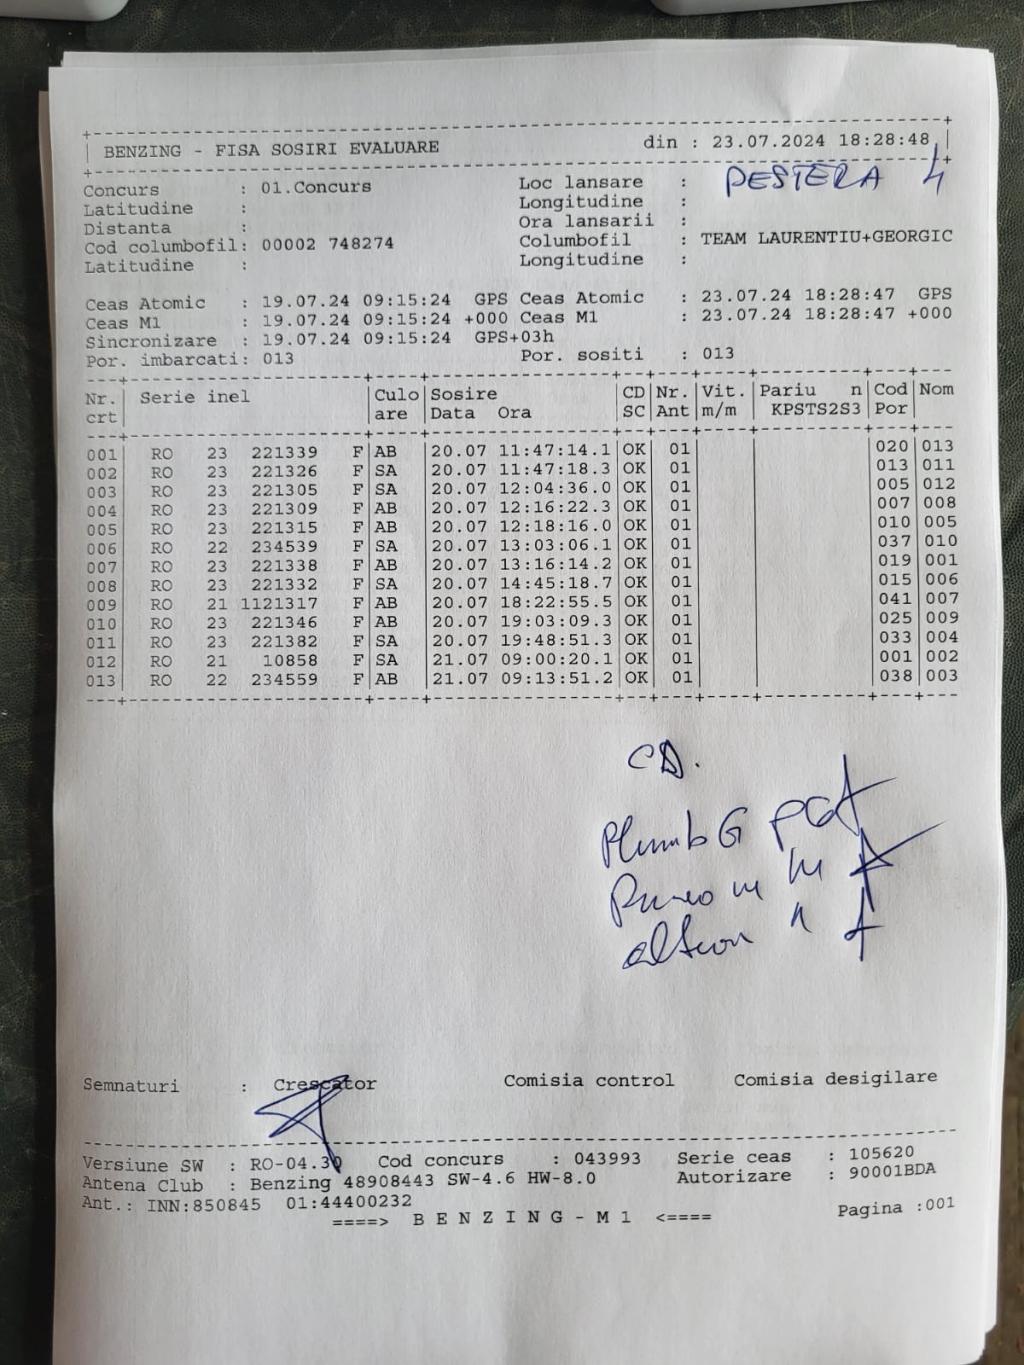 BENZING - FISA SOSIRI EVALUARE din : 23.07.2024 18:28:48
Concurs : 01.Concurs Loc lansare : PESTERA 4
Latitudine : Longitudine :
Distanta : Ora lansarii :
Cod columbofil: 00002 748274 Columbofil : TEAM LAURENTIU+GEORGIC
Latitudine : Longitudine :
Ceas Atomic : 19.07.24 09:15:24 GPS Ceas Atomic : 23.07.24 18:28:47 GPS
Ceas M1 : 19.07.24 09:15:24 +000 Ceas M1 : 23.07.24 18:28:47 +000
Sincronizare : 19.07.24 09:15:24 GPS+03h
Por. imbarcati: 013 Por. sositi : 013
Nr. Serie inel Culo Sosire CD Nr. Vit. Pariu n Cod Nom
crt are Data Ora SC Ant m/m KPSTS2S3 Por
001 RO 23 221339 F AB 20.07 11:47:14.1 OK 01 020 013
002 RO 23 221326 F SA 20.07 11:47:18.3 OK 01 013 011
003 RO 23 221305 F SA 20.07 12:04:36.0 OK 01 005 012
004 RO 23 221309 F AB 20.07 12:16:22.3 OK 01 007 008
005 RO 23 221315 F AB 20.07 12:18:16.0 OK 01 010 005
006 RO 22 234539 F SA 20.07 13:03:06.1 OK 01 037 010
007 RO 23 221338 F AB 20.07 13:16:14.2 OK 01 019 001
008 RO 23 221332 F SA 20.07 14:45:18.7 OK 01 015 006
009 RO 21 1121317 F AB 20.07 18:22:55.5 OK 01 041 007
010 RO 23 221346 F AB 20.07 19:03:09.3 OK 01 025 009
011 RO 23 221382 F SA 20.07 19:48:51.3 OK 01 033 004
012 RO 21 10858 F SA 21.07 09:00:20.1 OK 01 001 002
013 RO 22 234559 F AB 21.07 09:13:51.2 OK 01 038 003
Plumb G
Semnaturi : Crescator Comisia control Comisia desigilare
Versiune SW : RO-04.30 Cod concurs : 043993 Serie ceas : 105620
Antena Club : Benzing 48908443 SW-4.6 HW-8.0 Autorizare : 90001BDA
Ant.: INN:850845 01:44400232
====> B E N Z I N G - M 1 <==== Pagina :001